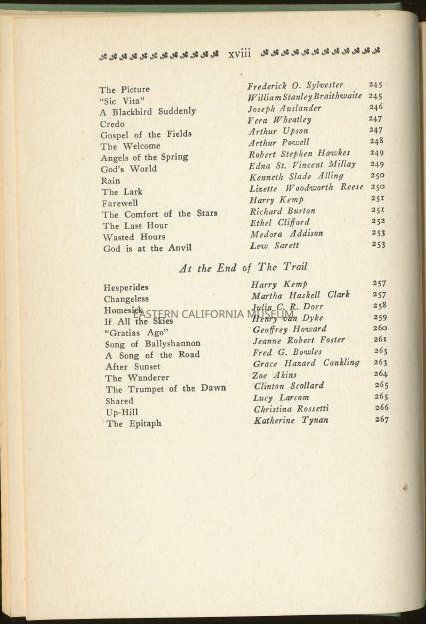 xviii
The Picture Frederick O. Sylvester 245
"Sic Vita" William Stanley Braithwaite 245
A Blackbird Suddenly Joseph Auslander 246
Credo Vera Wheatley 247
Gospel of the Fields Arthur Upson 247
The Welcome Arthur Powell 248
Angels of the Spring Robert Stephen Hawkes 249
God's World Edna St. Vincent Millay 249
Rain Kenneth Slade Alling 250
The Lark Lizette Woodworth Reese 250
Farewell Harry Kemp 251
The Comfort of the Stars Richard Burton 251
The Last Hour Ethel Clifford 252
Wasted Hours Medora Addison 253
God is at the Anvil Lew Sarett 253
At the End of The Trail
Hesperides Harry Kemp 257
Changeless Martha Haskell Clark 257
Homesick Julia C. R. Dorr 258
EASTERN CALIFORNIA MUSEUM
If All the Skies Henry van Dyke 259
"Gratias Ago" Geoffrey Howard 260
Song of Ballyshannon Jeanne Robert Foster 261
A Song of the Road Fred G. Bowles 263
After Sunset Grace Hazard Conkling 263
The Wanderer Zoe Akins 264
The Trumpet of the Dawn Clinton Scollard 265
Shared Lucy Larcom 265
Up-Hill Christina Rossetti 266
The Epitaph Katherine Tynan 267